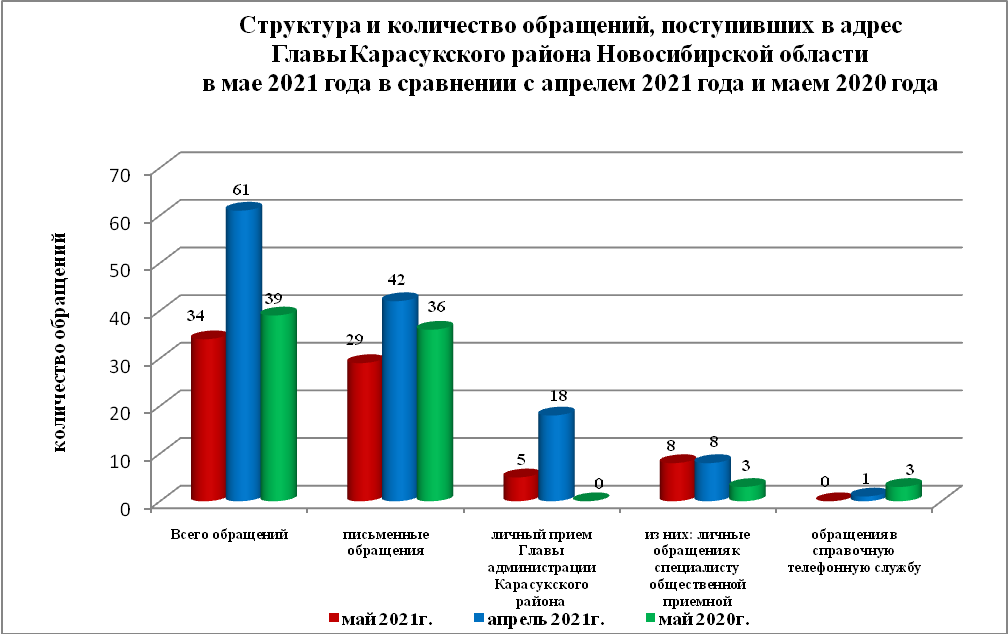 Структура и количество обращений, поступивших в адрес
Главы Карасукского района Новосибирской области
в мае 2021 года в сравнении с апрелем 2021 года и маем 2020 года
количество обращений
70
60
50
40
30
20
10
0
34
61
39
29
42
36
5
18
0
8
8
3
0
1
3
Всего обращений
письменные
обращения
личный прием
Главы
администрации
Карасукского
района
из них: личные
обращения к
специалисту
общественной
приемной
обращения в
справочную
телефонную службу
май 2021г.
апрель 2021г.
май 2020г.